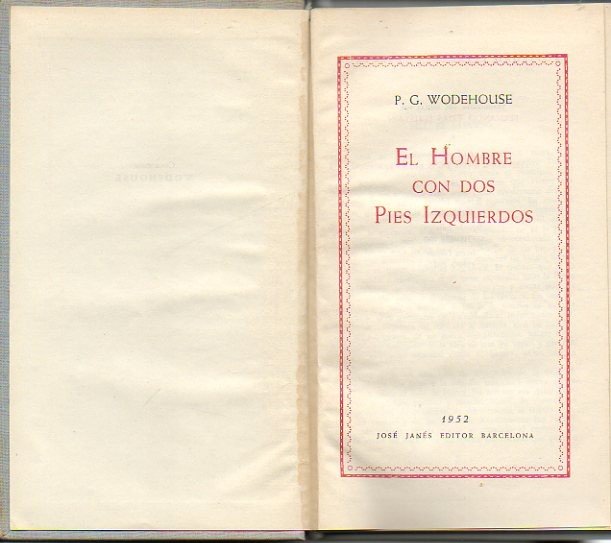 P. G. WODEHOUSE
EL HOMBRE
CON DOS
PIES IZQUIERDOS
1952
JOSÉ JANÉS EDITOR BARCELONA